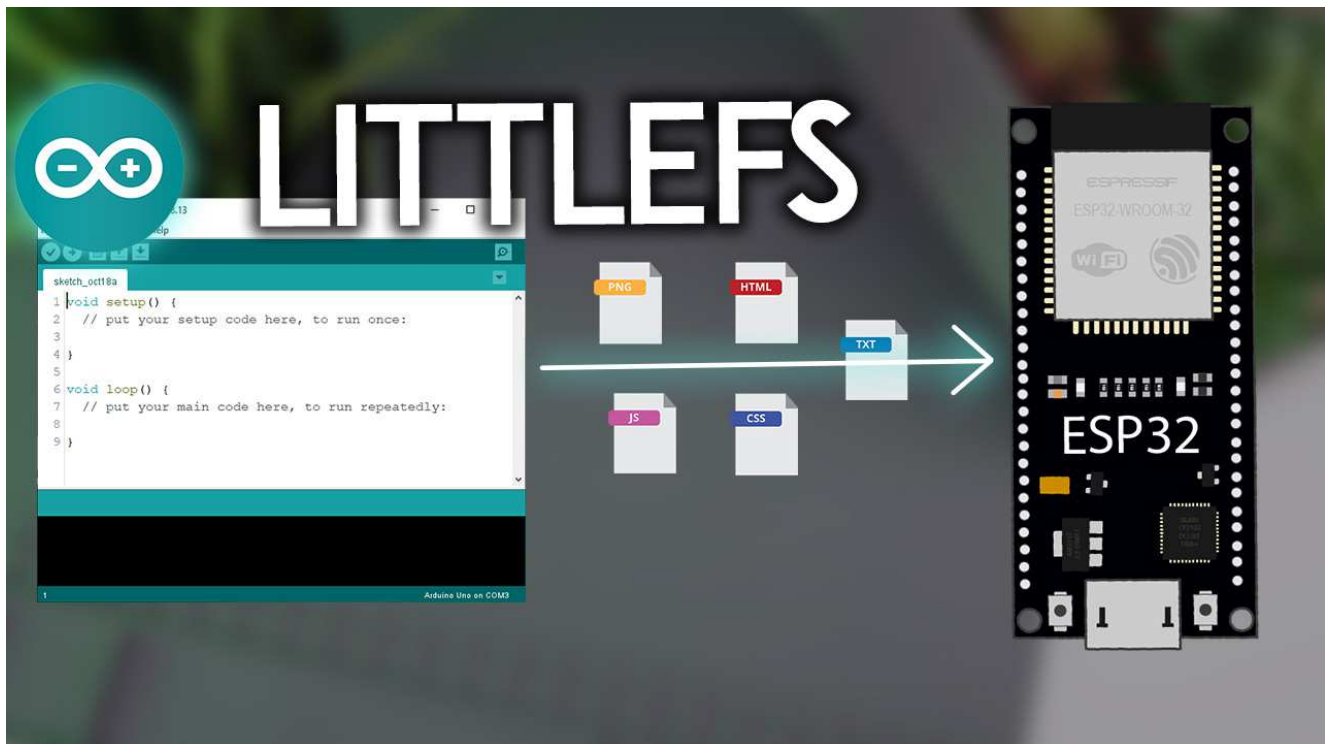 LITTLEFS
sketch_oct18a
1 void setup() {
2 // put your setup code here, to run once:
3
4 }
5
6 void loop() {
7 // put your main code here, to run repeatedly:
8
9 }
1
Arduino Uno on COM3
PNG
HTML
TXT
JS
CSS
ESPRESSIF
ESP32-WROOM-32
WiFi
ESP32